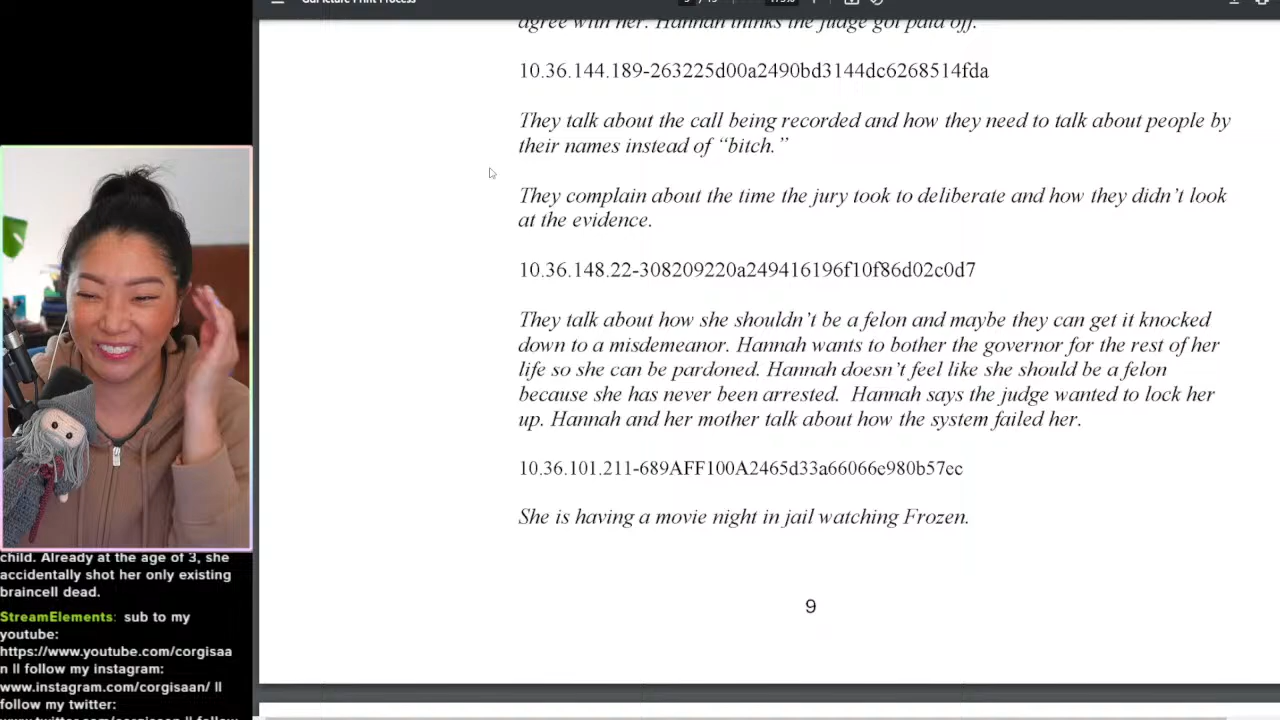 Gdi
agree with her. Hannah thinks the judge got paid off.
10.36.144.189-263225d00a2490bd3144dc6268514fda
They talk about the call being recorded and how they need to talk about people by
their names instead of “bitch.”
They complain about the time the jury took to deliberate and how they didn’t look
at the evidence.
10.36.148.22-308209220a249416196f10f86d02c0d7
They talk about how she shouldn’t be a felon and maybe they can get it knocked
down to a misdemeanor. Hannah wants to bother the governor for the rest of her
life so she can be pardoned. Hannah doesn’t feel like she should be a felon
because she has never been arrested.  Hannah says the judge wanted to lock her
up. Hannah and her mother talk about how the system failed her.
10.36.101.211-689AFF100A2465d33a66066e980b57ec
She is having a movie night in jail watching Frozen.
9
child. Already at the age of 3, she
accidentally shot her only existing
braincell dead.
StreamElements: sub to my
youtube:
https://www.youtube.com/corgisaa
n ll follow my instagram:
www.instagram.com/corgisaan/ ll
follow my twitter: